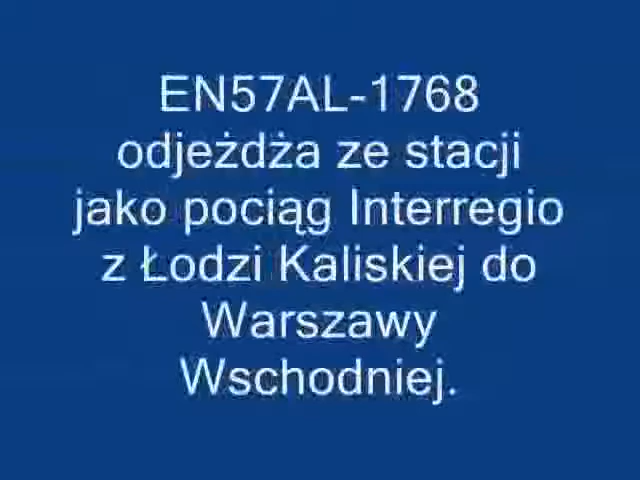 EN57AL-1768
odjeżdża ze stacji
jako pociąg Interregio
z Łodzi Kaliskiej do
Warszawy
Wschodniej.